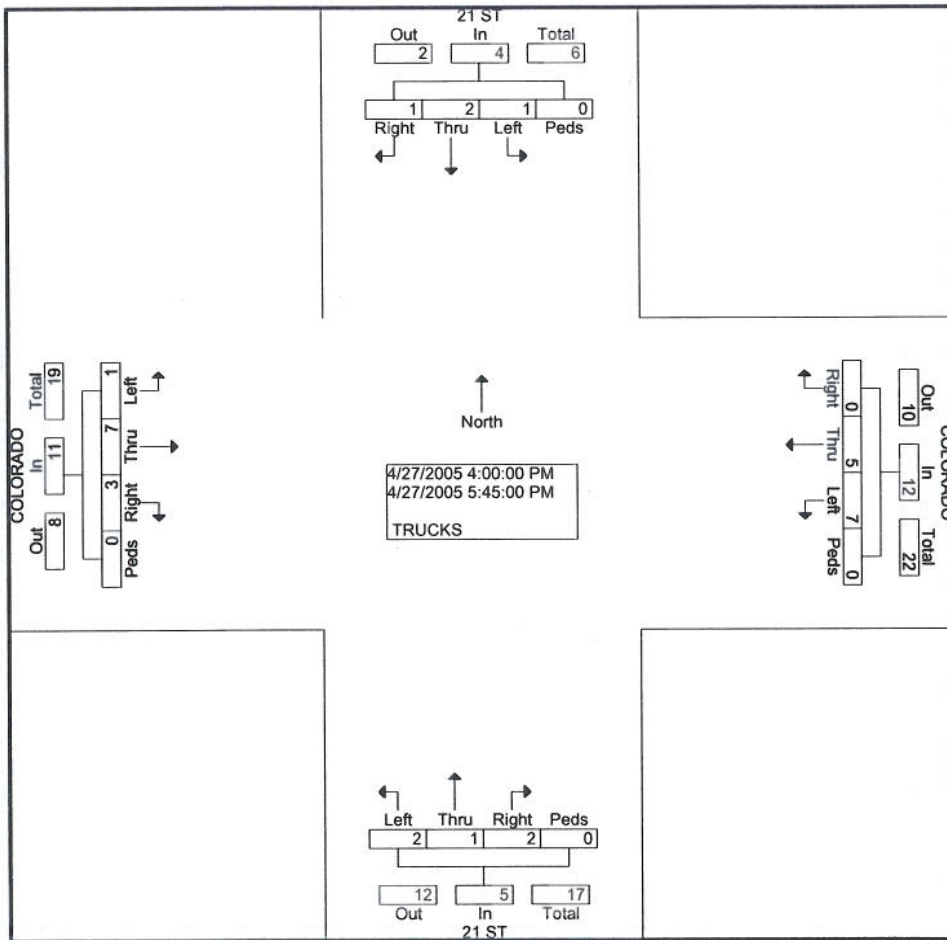 21 ST
Out In Total
2 4 6
1 2 1 0
Right Thru Left Peds
COLORADO
Total In Out
19 11 8
1 7 3 0
Left Thru Right Peds
North
4/27/2005 4:00:00 PM
4/27/2005 5:45:00 PM
TRUCKS
Right Thru Left Peds
0 5 7 0
Out In Total
10 12 22
COLORADO
Left Thru Right Peds
2 1 2 0
12 5 17
Out In Total
21 ST